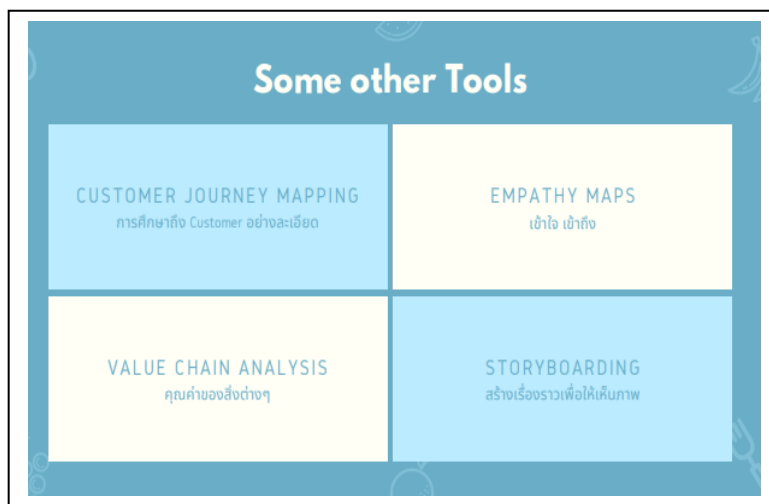 Some other Tools
CUSTOMER JOURNEY MAPPING
การศึกษาถึง Customer อย่างละเอียด
EMPATHY MAPS
เข้าใจ เข้าถึง
VALUE CHAIN ANALYSIS
คุณค่าของสิ่งต่างๆ
STORYBOARDING
สร้างเรื่องราวเพื่อให้เห็นภาพ